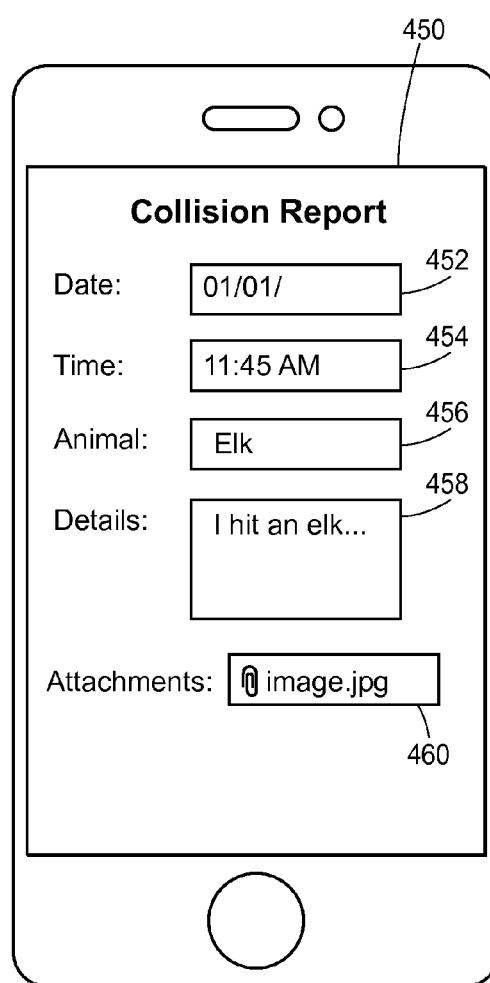 450
Collision Report
Date: 01/01/ 452
Time: 11:45 AM 454
Animal: Elk 456
Details: I hit an elk... 458
Attachments: image.jpg
460